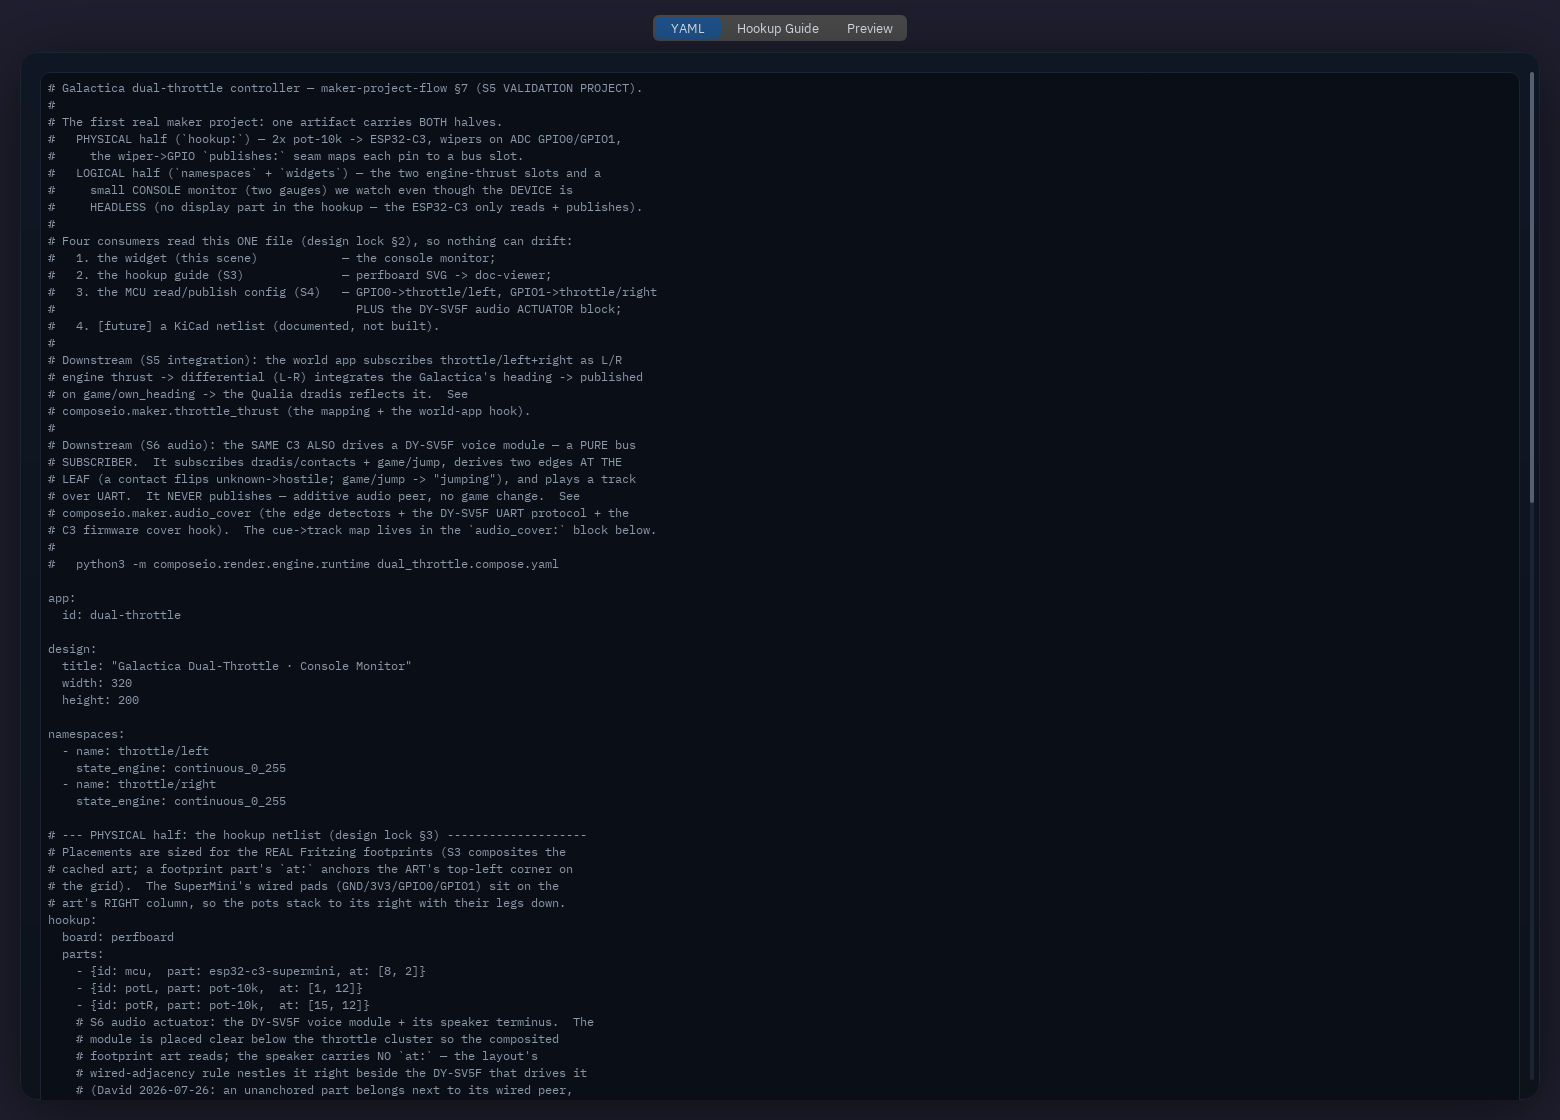 YAML
Hookup Guide
Preview
# Galactica dual-throttle controller — maker-project-flow §7 (S5 VALIDATION PROJECT).
#
# The first real maker project: one artifact carries BOTH halves.
#   PHYSICAL half (`hookup:`) — 2x pot-10k -> ESP32-C3, wipers on ADC GPIO0/GPIO1,
#     the wiper->GPIO `publishes:` seam maps each pin to a bus slot.
#   LOGICAL half (`namespaces` + `widgets`) — the two engine-thrust slots and a
#     small CONSOLE monitor (two gauges) we watch even though the DEVICE is
#     HEADLESS (no display part in the hookup — the ESP32-C3 only reads + publishes).
#
# Four consumers read this ONE file (design lock §2), so nothing can drift:
#   1. the widget (this scene)            — the console monitor;
#   2. the hookup guide (S3)              — perfboard SVG -> doc-viewer;
#   3. the MCU read/publish config (S4)   — GPIO0->throttle/left, GPIO1->throttle/right
#                                           PLUS the DY-SV5F audio ACTUATOR block;
#   4. [future] a KiCad netlist (documented, not built).
#
# Downstream (S5 integration): the world app subscribes throttle/left+right as L/R
# engine thrust -> differential (L-R) integrates the Galactica's heading -> published
# on game/own_heading -> the Qualia dradis reflects it.  See
# composeio.maker.throttle_thrust (the mapping + the world-app hook).
#
# Downstream (S6 audio): the SAME C3 ALSO drives a DY-SV5F voice module — a PURE bus
# SUBSCRIBER.  It subscribes dradis/contacts + game/jump, derives two edges AT THE
# LEAF (a contact flips unknown->hostile; game/jump -> "jumping"), and plays a track
# over UART.  It NEVER publishes — additive audio peer, no game change.  See
# composeio.maker.audio_cover (the edge detectors + the DY-SV5F UART protocol + the
# C3 firmware cover hook).  The cue->track map lives in the `audio_cover:` block below.
#
#   python3 -m composeio.render.engine.runtime dual_throttle.compose.yaml

app:
  id: dual-throttle

design:
  title: "Galactica Dual-Throttle · Console Monitor"
  width: 320
  height: 200

namespaces:
  - name: throttle/left
    state_engine: continuous_0_255
  - name: throttle/right
    state_engine: continuous_0_255

# --- PHYSICAL half: the hookup netlist (design lock §3) --------------------
# Placements are sized for the REAL Fritzing footprints (S3 composites the
# cached art; a footprint part's `at:` anchors the ART's top-left corner on
# the grid).  The SuperMini's wired pads (GND/3V3/GPIO0/GPIO1) sit on the
# art's RIGHT column, so the pots stack to its right with their legs down.
hookup:
  board: perfboard
  parts:
    - {id: mcu,  part: esp32-c3-supermini, at: [8, 2]}
    - {id: potL, part: pot-10k,  at: [1, 12]}
    - {id: potR, part: pot-10k,  at: [15, 12]}
    # S6 audio actuator: the DY-SV5F voice module + its speaker terminus.  The
    # module is placed clear below the throttle cluster so the composited
    # footprint art reads; the speaker carries NO `at:` — the layout's
    # wired-adjacency rule nestles it right beside the DY-SV5F that drives it
    # (David 2026-07-26: an unanchored part belongs next to its wired peer,